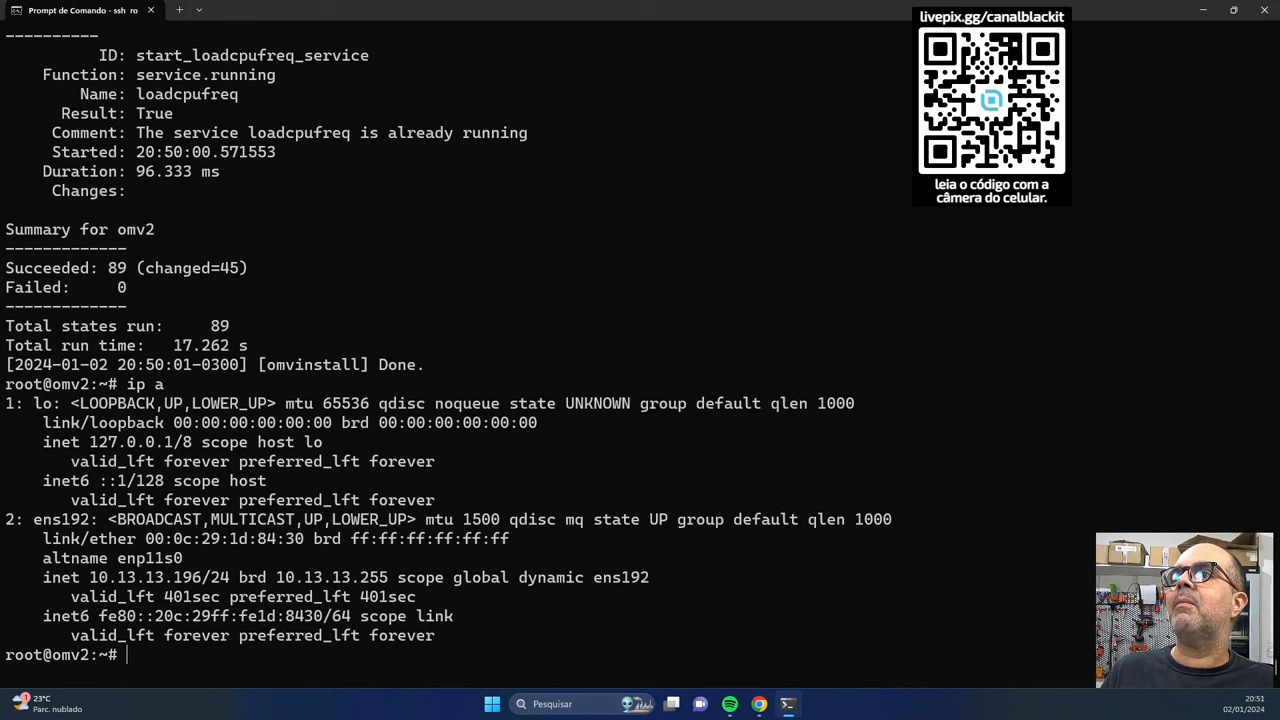 Prompt de Comando - ssh ro
livepix.gg/canalblackit
leia o código com a
câmera do celular.
----------
ID: start_loadcpufreq_service
Function: service.running
Name: loadcpufreq
Result: True
Comment: The service loadcpufreq is already running
Started: 20:50:00.571553
Duration: 96.333 ms
Changes:
Summary for omv2
-------------
Succeeded: 89 (changed=45)
Failed: 0
-------------
Total states run: 89
Total run time: 17.262 s
[2024-01-02 20:50:01-0300] [omvinstall] Done.
root@omv2:~# ip a
1: lo: <LOOPBACK,UP,LOWER_UP> mtu 65536 qdisc noqueue state UNKNOWN group default qlen 1000
link/loopback 00:00:00:00:00:00 brd 00:00:00:00:00:00
inet 127.0.0.1/8 scope host lo
valid_lft forever preferred_lft forever
inet6 ::1/128 scope host
valid_lft forever preferred_lft forever
2: ens192: <BROADCAST,MULTICAST,UP,LOWER_UP> mtu 1500 qdisc mq state UP group default qlen 1000
link/ether 00:0c:29:1d:84:30 brd ff:ff:ff:ff:ff:ff
altname enp11s0
inet 10.13.13.196/24 brd 10.13.13.255 scope global dynamic ens192
valid_lft 401sec preferred_lft 401sec
inet6 fe80::20c:29ff:fe1d:8430/64 scope link
valid_lft forever preferred_lft forever
root@omv2:~#
1
23°C
Parc. nublado
Pesquisar
20:51
02/01/2024